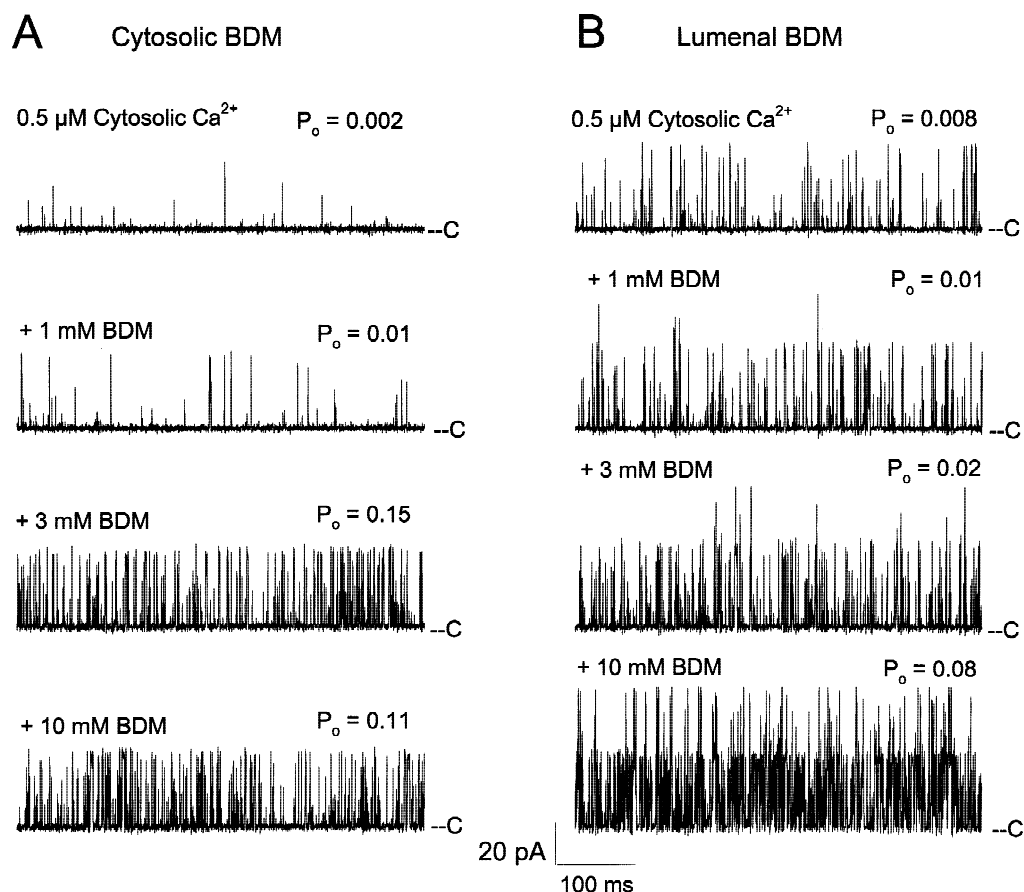 A Cytosolic BDM
0.5 µM Cytosolic Ca²⁺ Pₒ = 0.002
--C
+ 1 mM BDM Pₒ = 0.01
--C
+ 3 mM BDM Pₒ = 0.15
--C
+ 10 mM BDM Pₒ = 0.11
--C
B Lumenal BDM
0.5 µM Cytosolic Ca²⁺ Pₒ = 0.008
--C
+ 1 mM BDM Pₒ = 0.01
--C
+ 3 mM BDM Pₒ = 0.02
--C
+ 10 mM BDM Pₒ = 0.08
--C
20 pA
100 ms